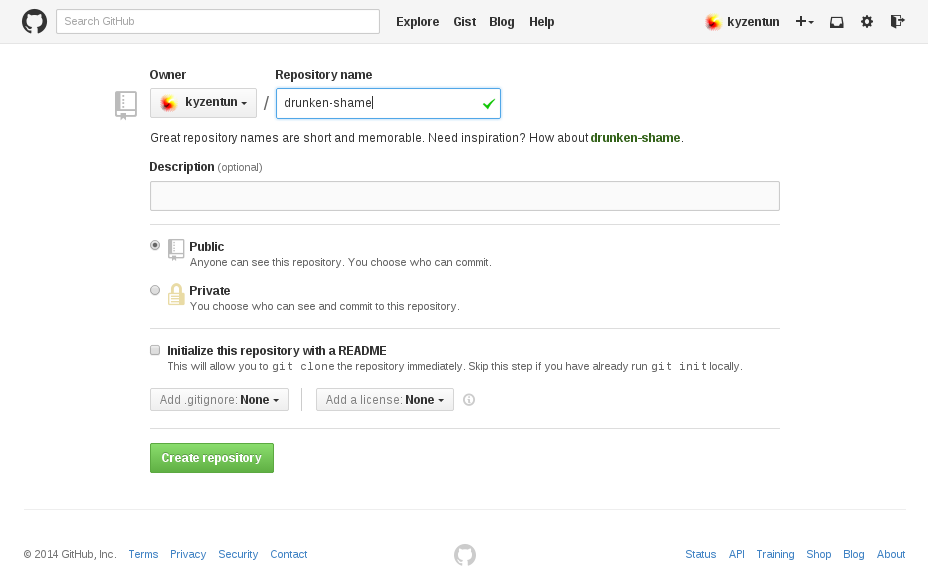 Search GitHub Explore Gist Blog Help kyzentun
Owner Repository name
kyzentun / drunken-shame
Great repository names are short and memorable. Need inspiration? How about drunken-shame.
Description (optional)
Public
Anyone can see this repository. You choose who can commit.
Private
You choose who can see and commit to this repository.
Initialize this repository with a README
This will allow you to git clone the repository immediately. Skip this step if you have already run git init locally.
Add .gitignore: None Add a license: None
Create repository
© 2014 GitHub, Inc. Terms Privacy Security Contact Status API Training Shop Blog About